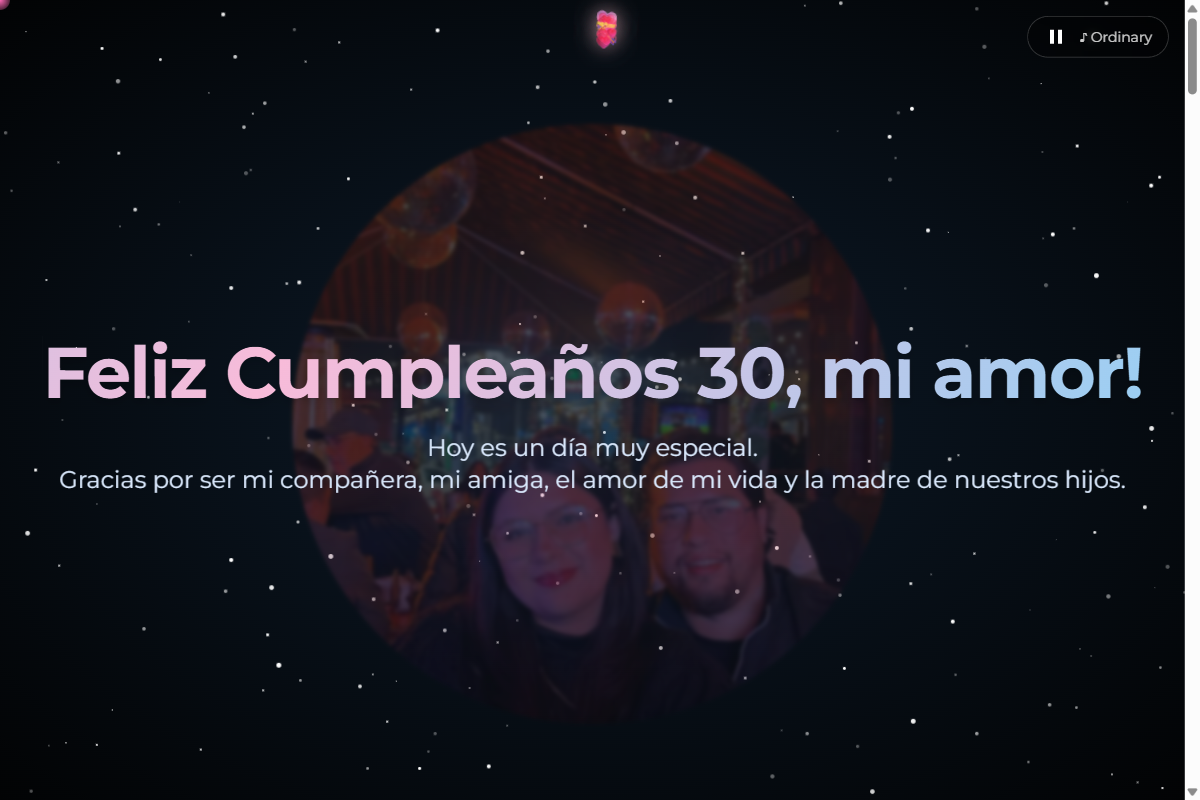 ♪ Ordinary
Feliz Cumpleaños 30, mi amor!
Hoy es un día muy especial.
Gracias por ser mi compañera, mi amiga, el amor de mi vida y la madre de nuestros hijos.